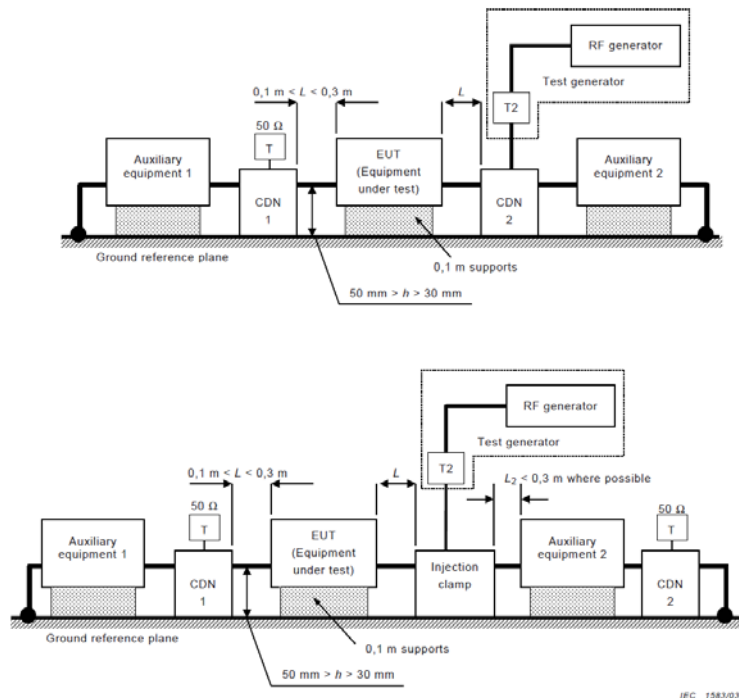 RF generator
Test generator
T2
0,1 m < L < 0,3 m
L
50 Ω
T
Auxiliary
equipment 1
CDN
1
EUT
(Equipment
under test)
CDN
2
Auxiliary
equipment 2
Ground reference plane
0,1 m supports
50 mm > h > 30 mm
RF generator
Test generator
T2
0,1 m < L < 0,3 m
L
L2 < 0,3 m where possible
50 Ω
T
50 Ω
T
Auxiliary
equipment 1
CDN
1
EUT
(Equipment
under test)
Injection
clamp
Auxiliary
equipment 2
CDN
2
Ground reference plane
0,1 m supports
50 mm > h > 30 mm
IEC 1583/03